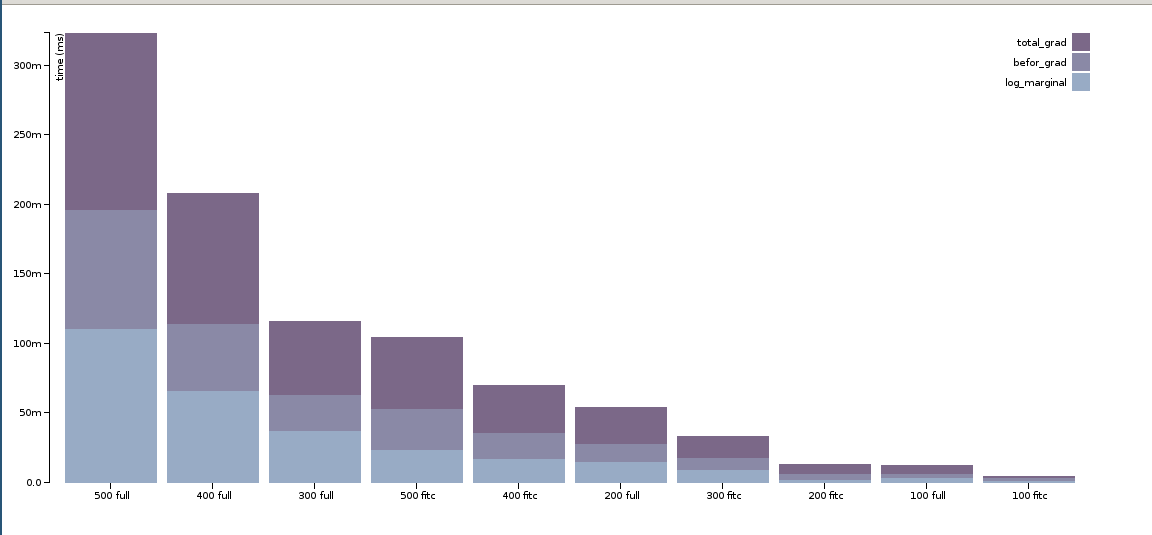 time (ms)
total_grad
befor_grad
log_marginal
300m
250m
200m
150m
100m
50m
0.0
500 full
400 full
300 full
500 fitc
400 fitc
200 full
300 fitc
200 fitc
100 full
100 fitc